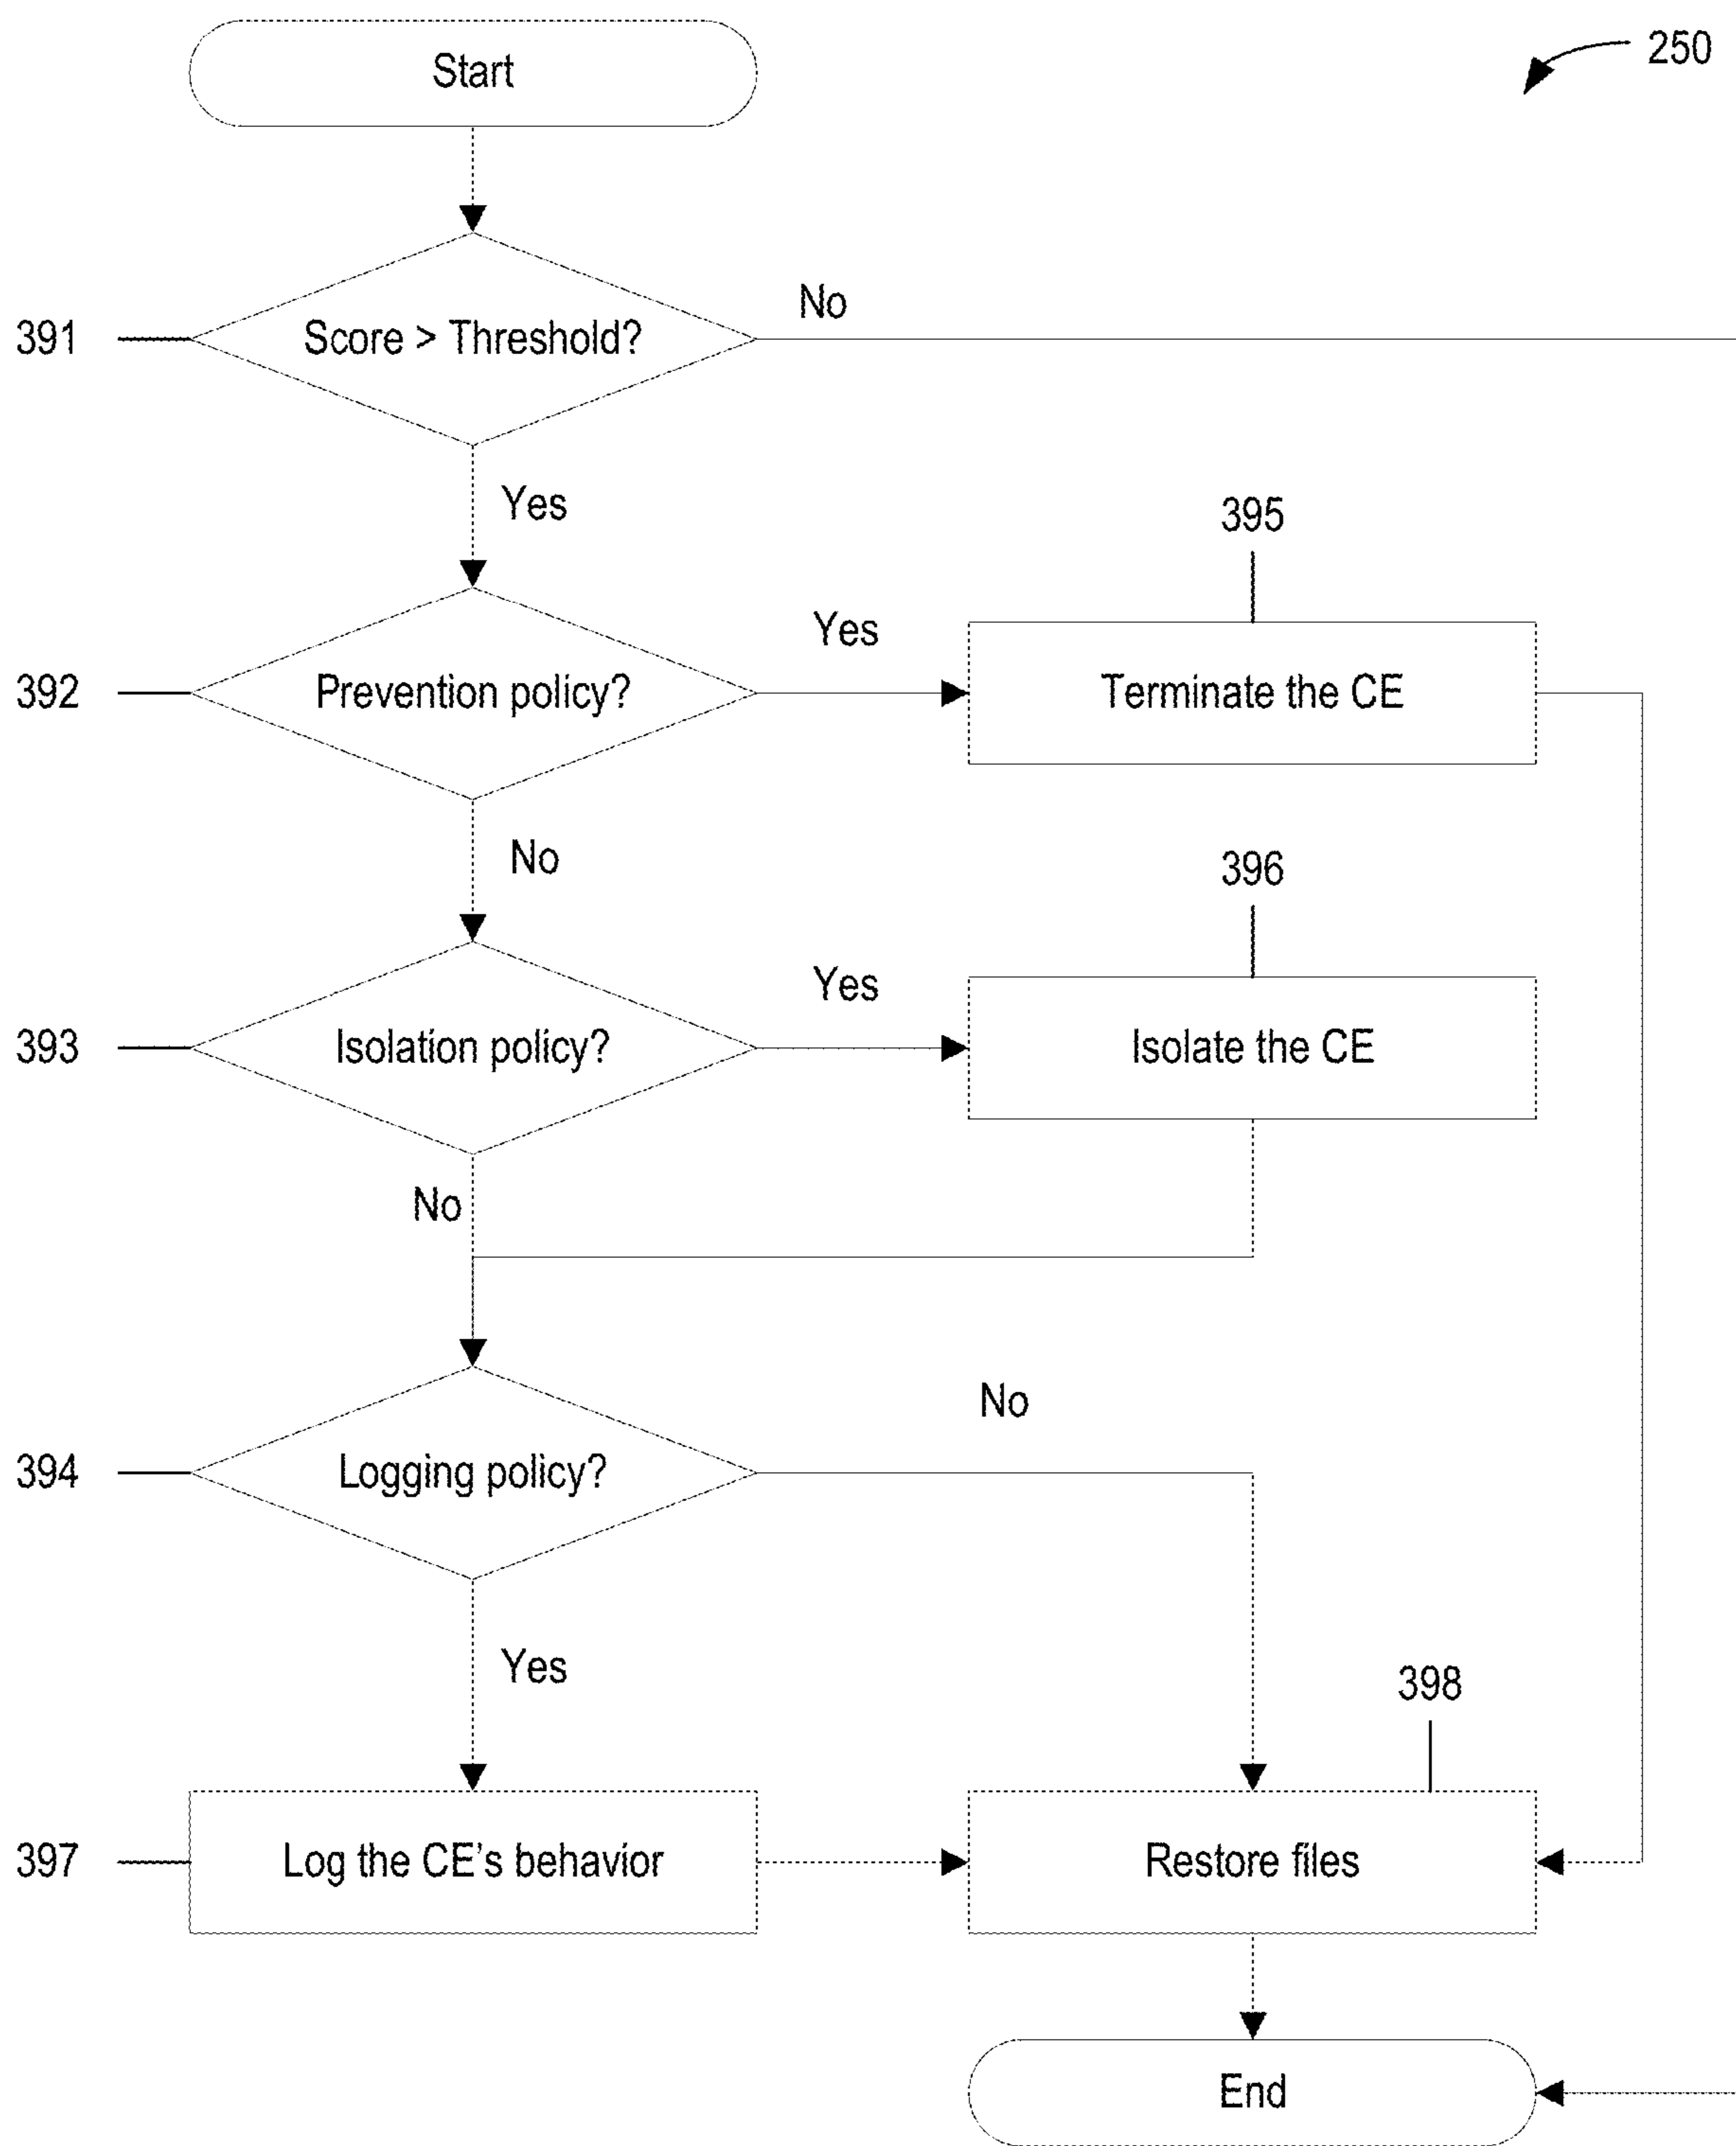 Start
250
No
391
Score > Threshold?
Yes
395
Yes
392
Prevention policy?
Terminate the CE
No
396
Yes
393
Isolation policy?
Isolate the CE
No
No
394
Logging policy?
Yes
398
397
Log the CE's behavior
Restore files
End